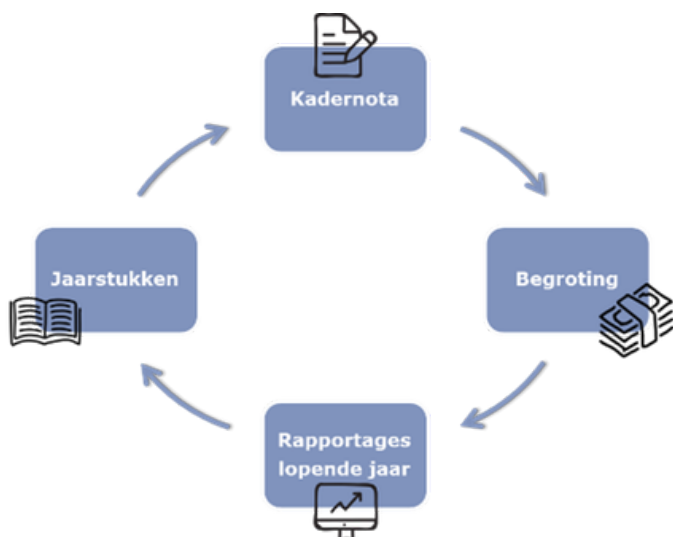 Kadernota
Begroting
Rapportages
lopende jaar
Jaarstukken